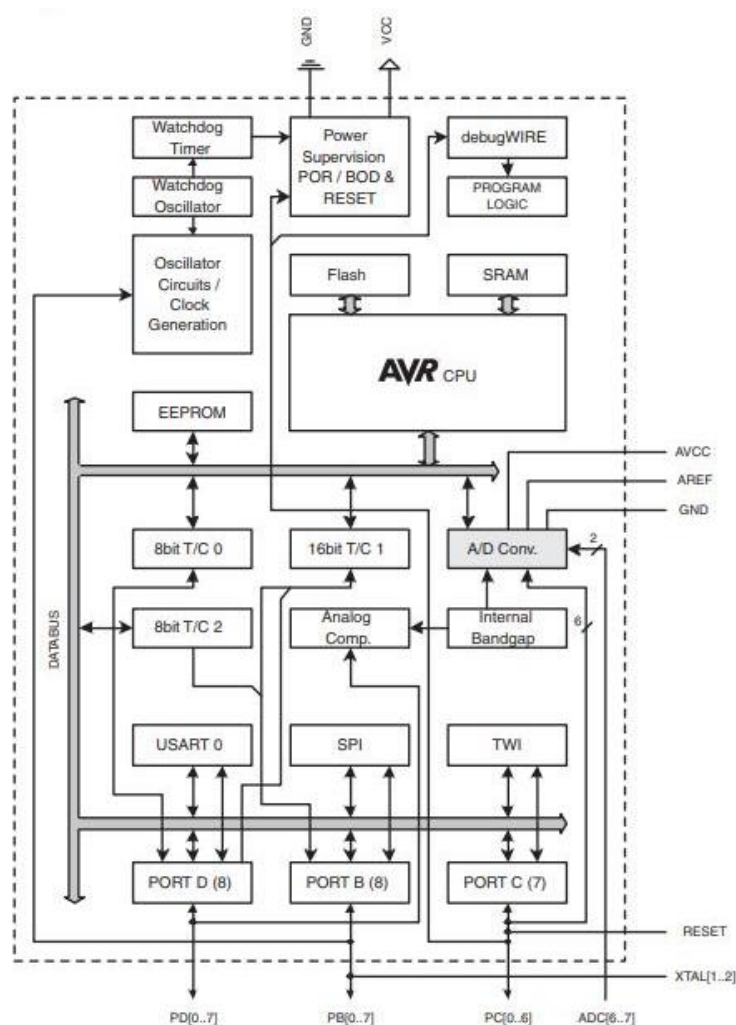 GND
VCC
Watchdog
Timer
Power
Supervision
POR / BOD &
RESET
debugWIRE
Watchdog
Oscillator
PROGRAM
LOGIC
Oscillator
Circuits /
Clock
Generation
Flash
SRAM
AVR CPU
EEPROM
AVCC
AREF
GND
8bit T/C 0
16bit T/C 1
A/D Conv.
2
DATABUS
8bit T/C 2
Analog
Comp.
Internal
Bandgap
6
USART 0
SPI
TWI
PORT D (8)
PORT B (8)
PORT C (7)
RESET
XTAL[1..2]
PD[0..7]
PB[0..7]
PC[0..6]
ADC[6..7]